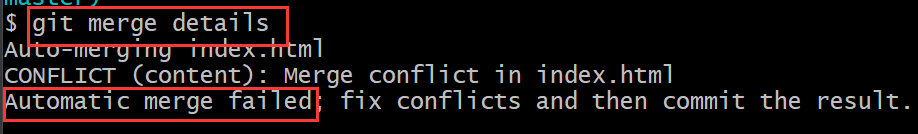 master)
$ git merge details
Auto-merging index.html
CONFLICT (content): Merge conflict in index.html
Automatic merge failed; fix conflicts and then commit the result.